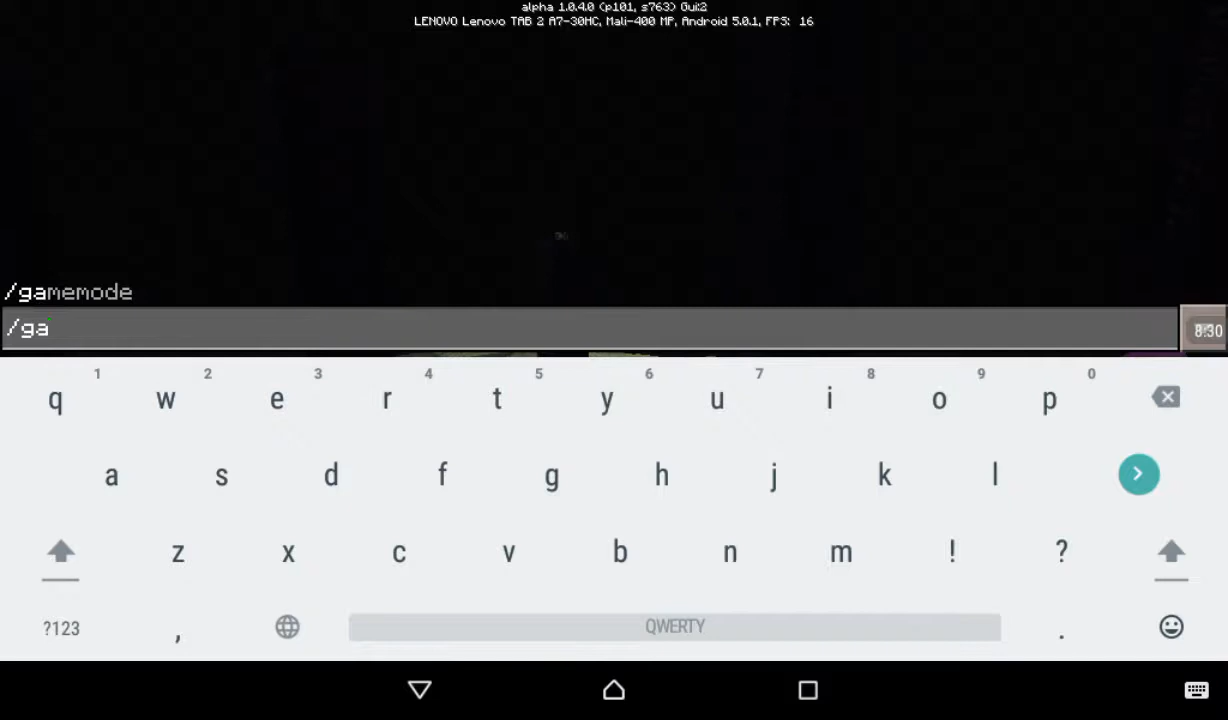 alpha 1.0.4.0 (p101, s763) Gui:2
LENOVO Lenovo TAB 2 A7-30HC, Mali-400 MP, Android 5.0.1, FPS: 16
/gamemode
/ga
8:30
1 2 3 4 5 6 7 8 9 0
q w e r t y u i o p
a s d f g h j k l
z x c v b n m ! ?
?123 , QWERTY .